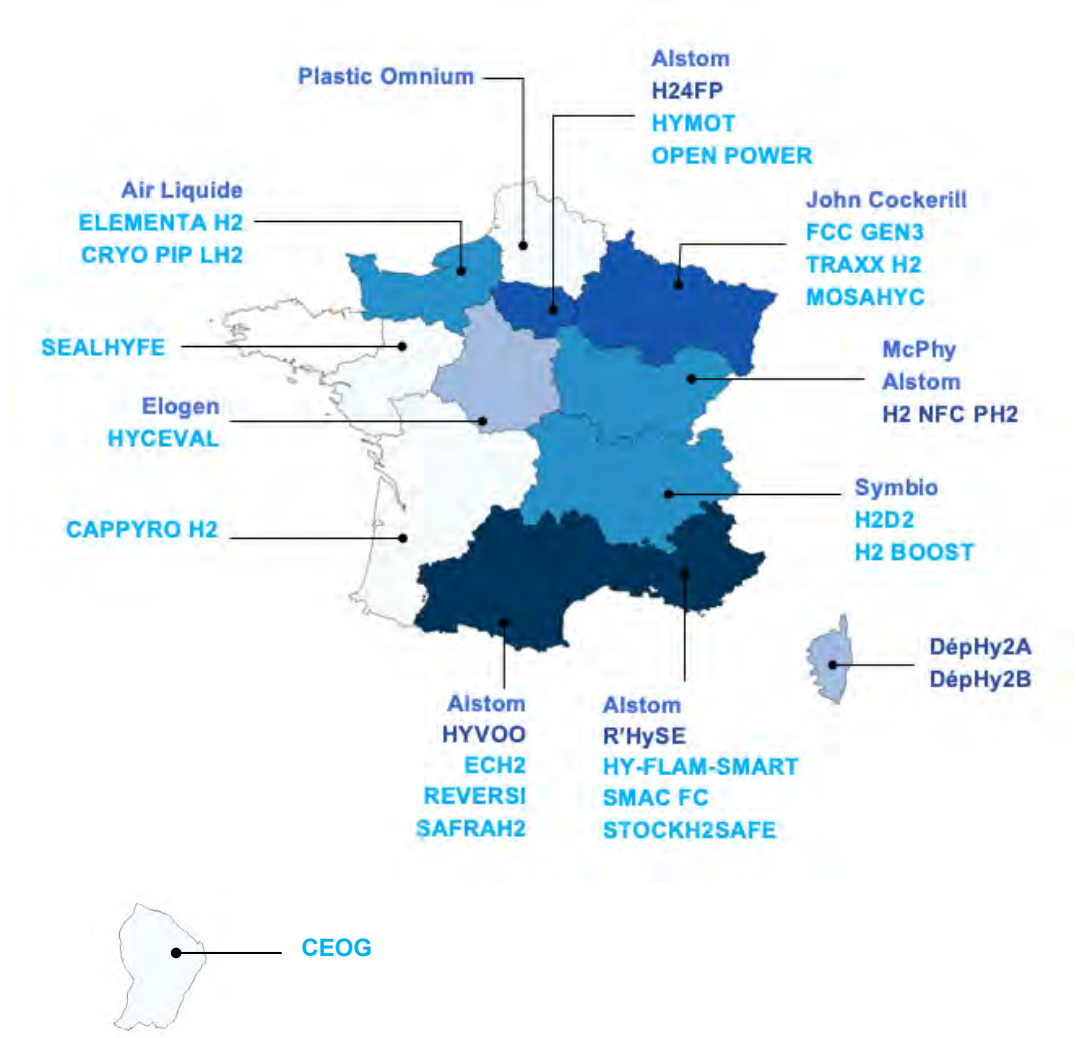 Plastic Omnium
Alstom
H24FP
HYMOT
OPEN POWER
Air Liquide
ELEMENTA H2
CRYO PIP LH2
John Cockerill
FCC GEN3
TRAXX H2
MOSAHYC
SEALHYFE
McPhy
Alstom
H2 NFC PH2
Elogen
HYCEVAL
Symbio
H2D2
H2 BOOST
CAPPYRO H2
DépHy2A
DépHy2B
Alstom
HYVOO
ECH2
REVERSI
SAFRAH2
Alstom
R'HySE
HY-FLAM-SMART
SMAC FC
STOCKH2SAFE
CEOG